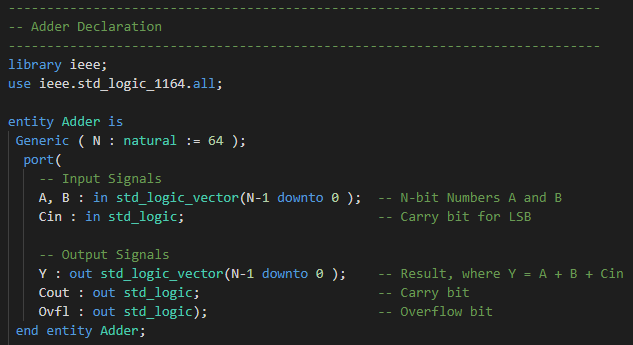 ---------------------------------------------------------------------------
-- Adder Declaration
---------------------------------------------------------------------------
library ieee;
use ieee.std_logic_1164.all;

entity Adder is
 Generic ( N : natural := 64 );
  port(
    -- Input Signals
    A, B : in std_logic_vector(N-1 downto 0 );  -- N-bit Numbers A and B
    Cin : in std_logic;                         -- Carry bit for LSB

    -- Output Signals
    Y : out std_logic_vector(N-1 downto 0 );    -- Result, where Y = A + B + Cin
    Cout : out std_logic;                       -- Carry bit
    Ovfl : out std_logic);                      -- Overflow bit
 end entity Adder;